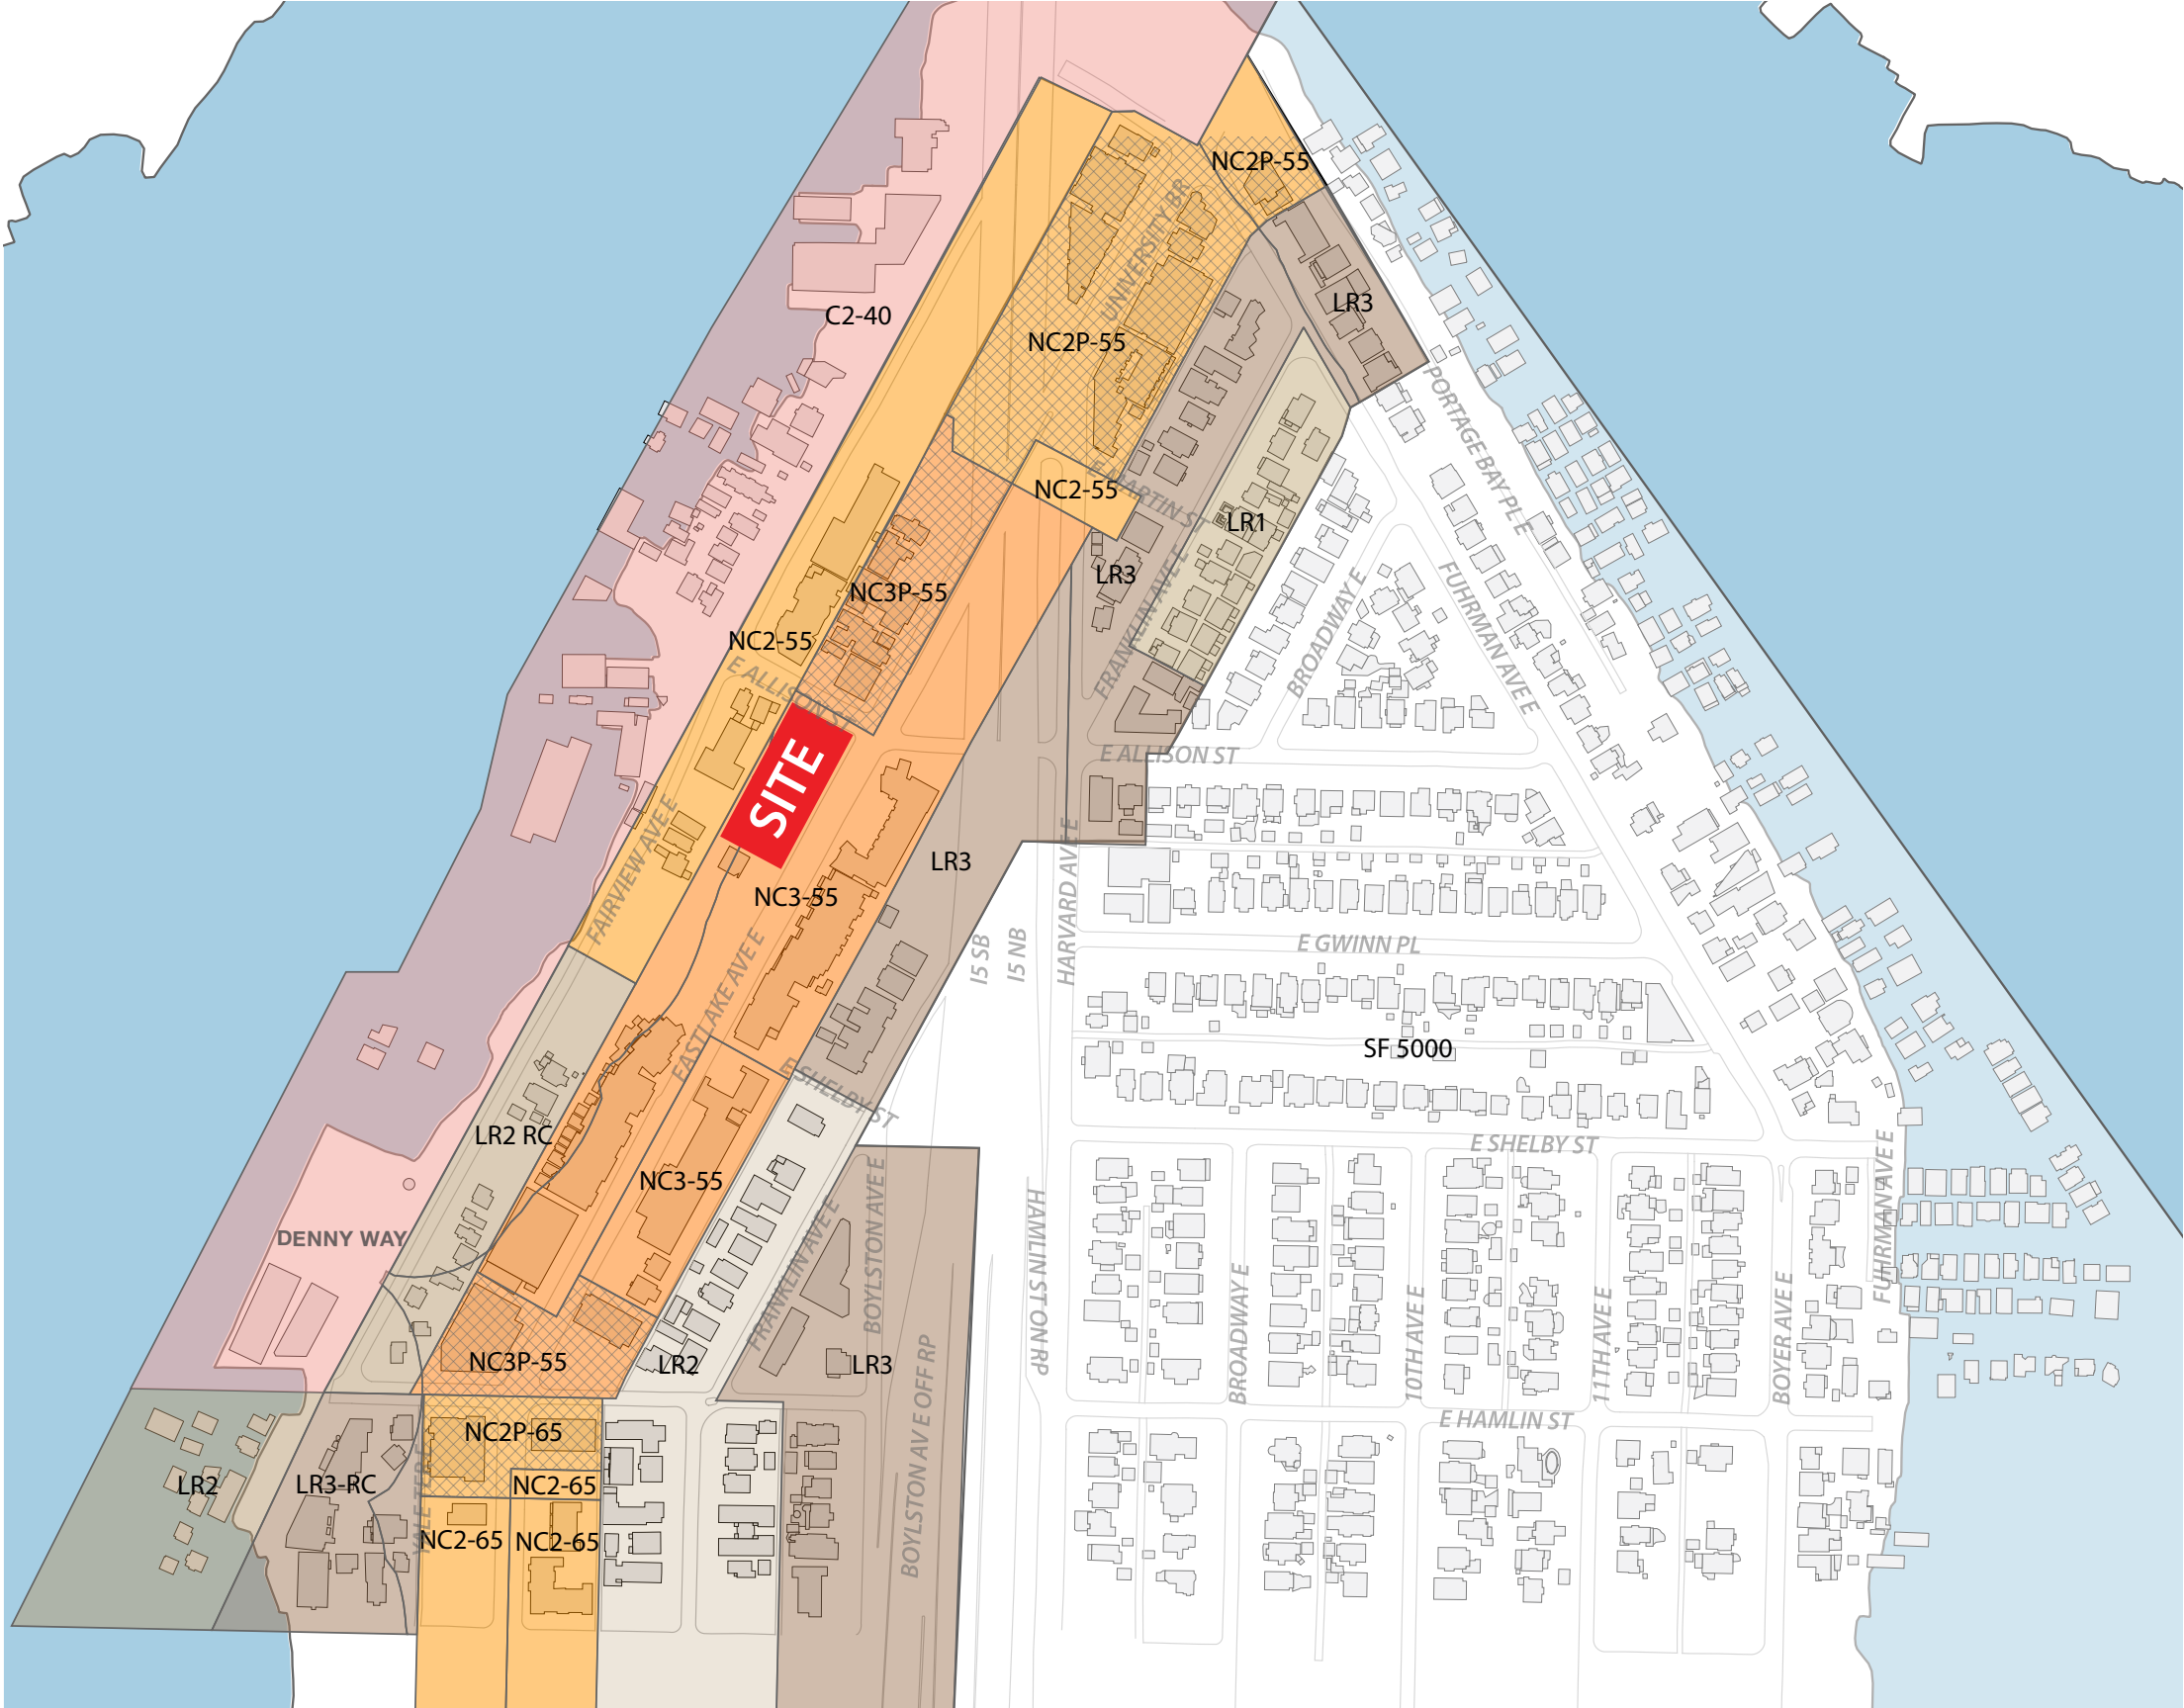 NC2P-55
UNIVERSITY BR
LR3
C2-40
NC2P-55
PORTAGE BAY PL E
NC2-55
E MARTIN ST
LR1
LR3
NC3P-55
FRANKLIN AVE E
BROADWAY E
FUHRMAN AVE E
NC2-55
E ALLISON ST
E ALLISON ST
SITE
FAIRVIEW AVE E
HARVARD AVE E
LR3
NC3-55
EASTLAKE AVE E
I5 SB
I5 NB
E GWINN PL
SF 5000
E SHELBY ST
LR2 RC
E SHELBY ST
FUHRMAN AVE E
NC3-55
BOYLSTON AVE E
FRANKLIN AVE E
HAMLIN ST ON RP
DENNY WAY
BROADWAY E
10TH AVE E
11TH AVE E
BOYER AVE E
NC3P-55
LR2
LR3
E HAMLIN ST
NC2P-65
BOYLSTON AV E OFF RP
LR2
LR3-RC
YALE TER E
NC2-65
NC2-65
NC2-65